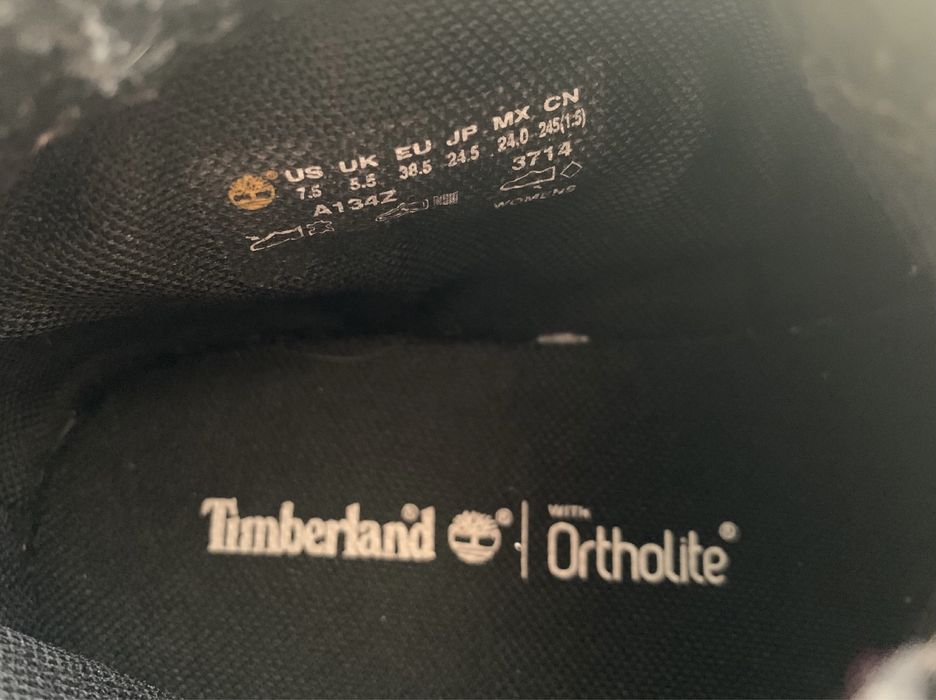 US UK EU JP MX CN
7.5 5.5 38.5 24.5 24.0 245(1.5)
A134Z 3714
WOMENS
Timberland® | WITH Ortholite®